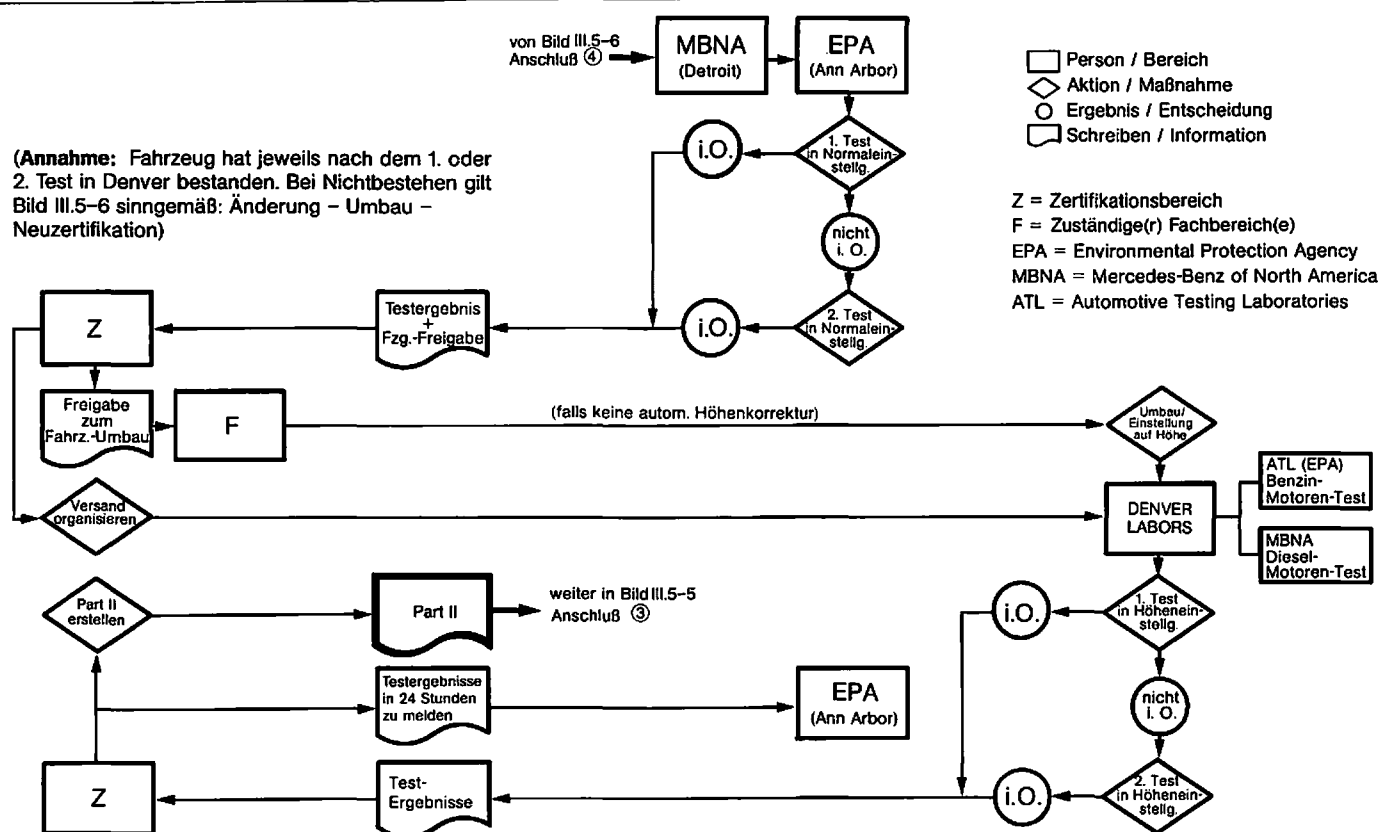 von Bild III.5–6
Anschluß ④
MBNA
(Detroit)
EPA
(Ann Arbor)
Person / Bereich
Aktion / Maßnahme
Ergebnis / Entscheidung
Schreiben / Information
(Annahme: Fahrzeug hat jeweils nach dem 1. oder
2. Test in Denver bestanden. Bei Nichtbestehen gilt
Bild III.5–6 sinngemäß: Änderung – Umbau –
Neuzertifikation)
i.O.
1. Test
in Normalein-
stellg.
nicht
i. O.
Z = Zertifikationsbereich
F = Zuständige(r) Fachbereich(e)
EPA = Environmental Protection Agency
MBNA = Mercedes-Benz of North America
ATL = Automotive Testing Laboratories
Z
Testergebnis
+
Fzg.-Freigabe
i.O.
2. Test
in Normalein-
stellg.
Freigabe
zum
Fahrz.-Umbau
F
(falls keine autom. Höhenkorrektur)
Umbau/
Einstellung
auf Höhe
Versand
organisieren
DENVER
LABORS
ATL (EPA)
Benzin-
Motoren-Test
MBNA
Diesel-
Motoren-Test
Part II
erstellen
Part II
weiter in Bild III.5–5
Anschluß ③
i.O.
1. Test
in Höhenein-
stellg.
Testergebnisse
in 24 Stunden
zu melden
EPA
(Ann Arbor)
nicht
i. O.
Z
Test-
Ergebnisse
i.O.
2. Test
in Höhenein-
stellg.